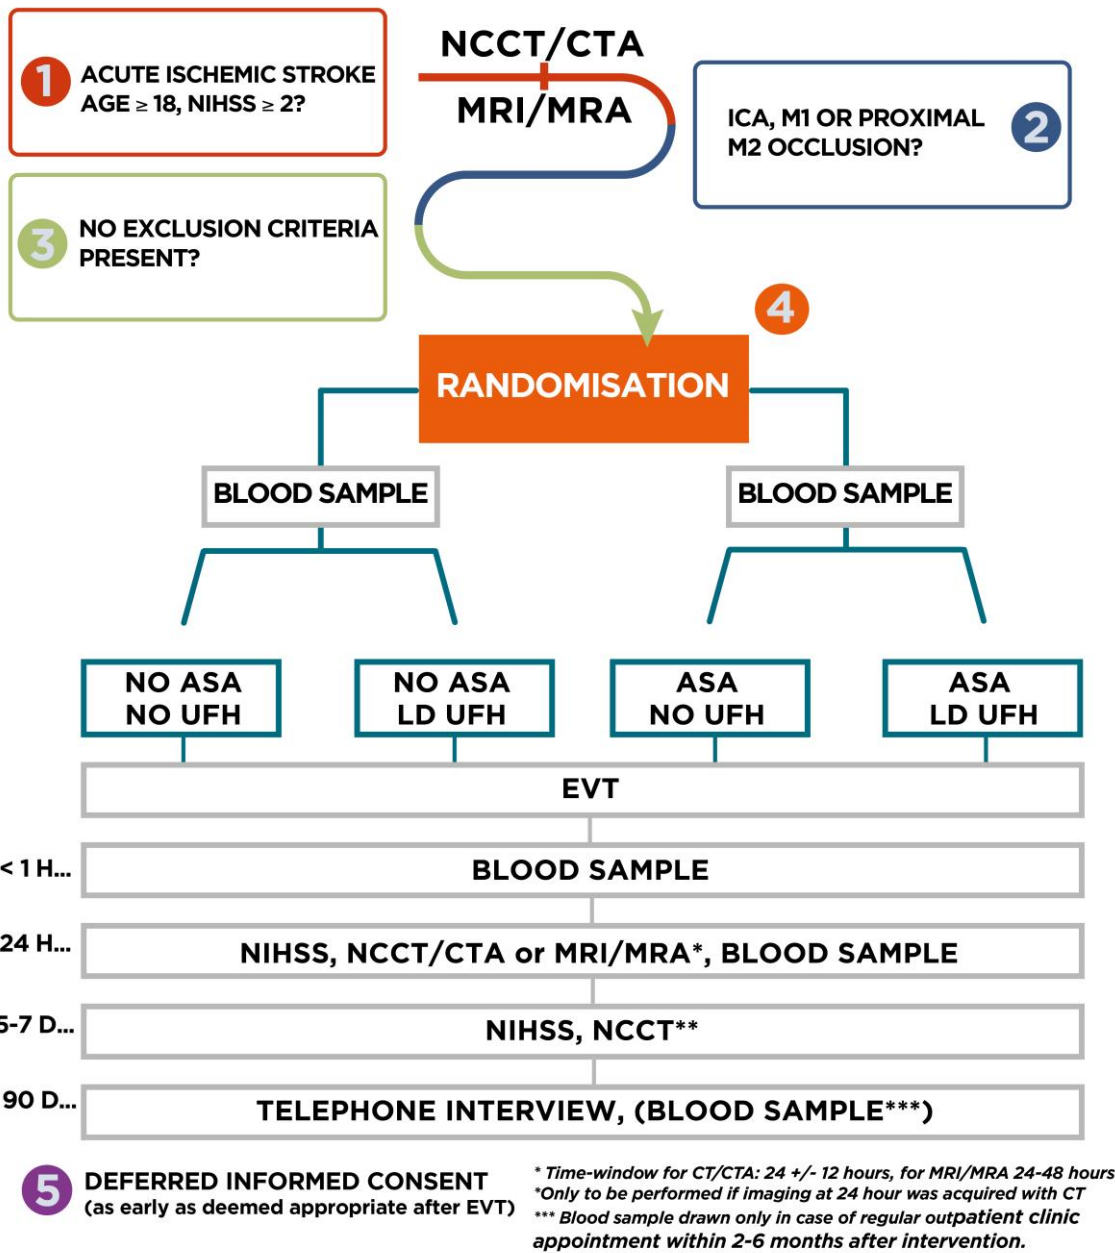 1
ACUTE ISCHEMIC STROKE
AGE ≥ 18, NIHSS ≥ 2?
NCCT/CTA
MRI/MRA
ICA, M1 OR PROXIMAL
M2 OCCLUSION?
2
3
NO EXCLUSION CRITERIA
PRESENT?
4
RANDOMISATION
BLOOD SAMPLE
BLOOD SAMPLE
NO ASA
NO UFH
NO ASA
LD UFH
ASA
NO UFH
ASA
LD UFH
EVT
< 1 H...
BLOOD SAMPLE
24 H...
NIHSS, NCCT/CTA or MRI/MRA*, BLOOD SAMPLE
5-7 D...
NIHSS, NCCT**
90 D...
TELEPHONE INTERVIEW, (BLOOD SAMPLE***)
5
DEFERRED INFORMED CONSENT
(as early as deemed appropriate after EVT)
* Time-window for CT/CTA: 24 +/- 12 hours, for MRI/MRA 24-48 hours
*Only to be performed if imaging at 24 hour was acquired with CT
*** Blood sample drawn only in case of regular outpatient clinic
appointment within 2-6 months after intervention.